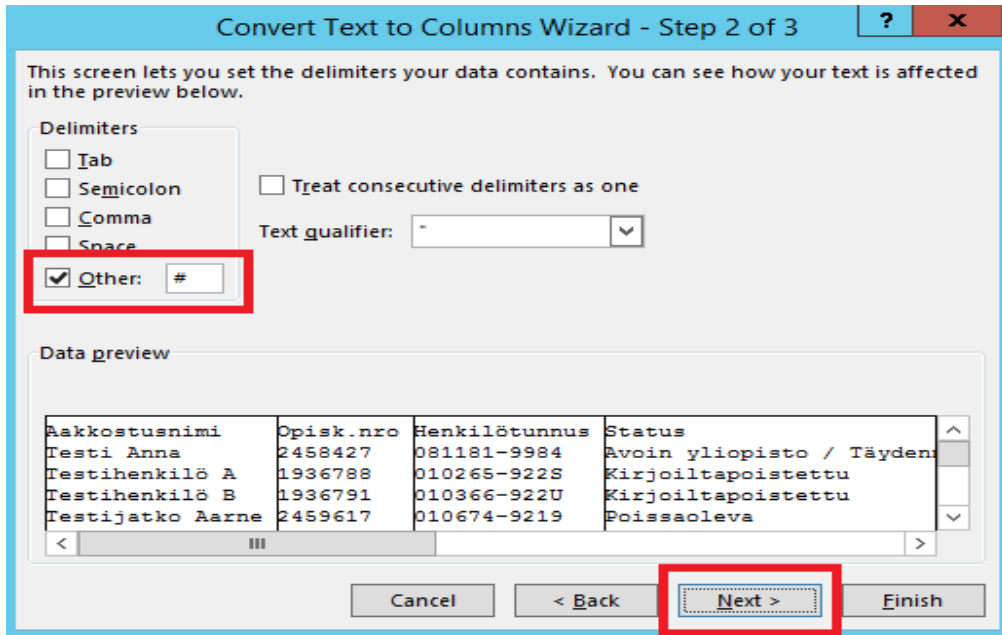 Convert Text to Columns Wizard - Step 2 of 3
? x
This screen lets you set the delimiters your data contains. You can see how your text is affected
in the preview below.
Delimiters
Tab
Semicolon
Comma
Space
Other: #
Treat consecutive delimiters as one
Text qualifier: "
Data preview
Aakkostusnimi Opisk.nro Henkilötunnus Status
Testi Anna 2458427 081181-9984 Avoin yliopisto / Täyden
Testihenkilö A 1936788 010265-922S Kirjoiltapoistettu
Testihenkilö B 1936791 010366-922U Kirjoiltapoistettu
Testijatko Aarne 2459617 010674-9219 Poissaoleva
Cancel < Back Next > Finish